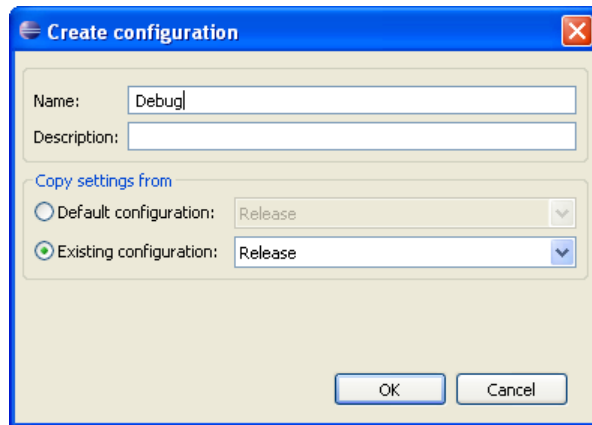 Create configuration
Name: Debug
Description:
Copy settings from
Default configuration: Release
Existing configuration: Release
OK Cancel